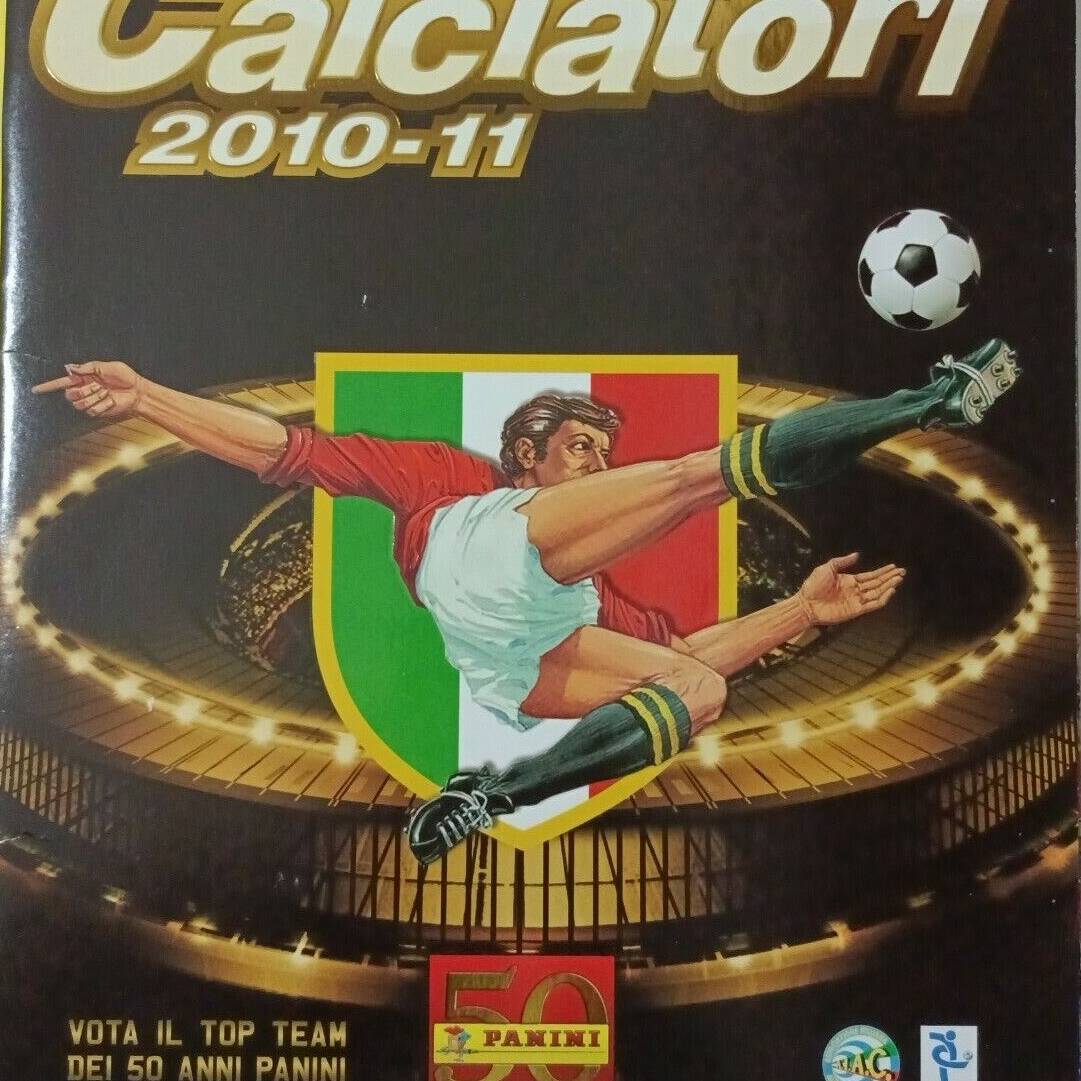 Calciatori
2010-11
50
PANINI
VOTA IL TOP TEAM
DEI 50 ANNI PANINI